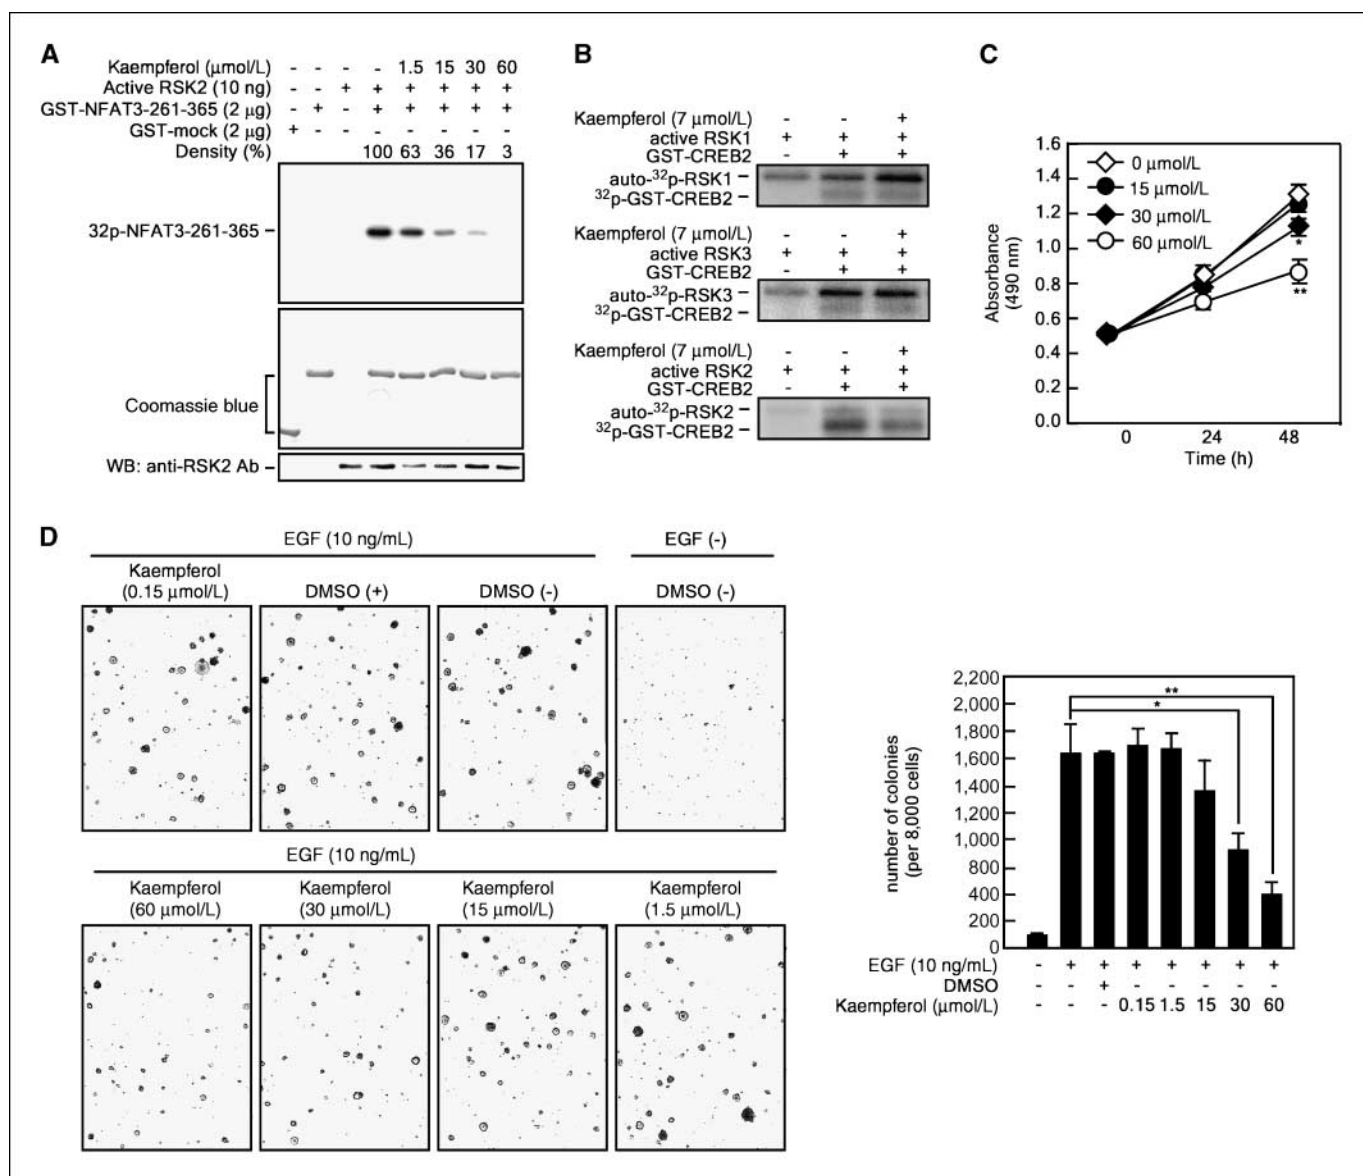 A
Kaempferol (μmol/L) - - - - 1.5 15 30 60
Active RSK2 (10 ng) - - + + + + + +
GST-NFAT3-261-365 (2 μg) - + - + + + + +
GST-mock (2 μg) + - - - - - - -
Density (%) 100 63 36 17 3
32p-NFAT3-261-365
Coomassie blue
WB: anti-RSK2 Ab
B
Kaempferol (7 μmol/L) - - +
active RSK1 + + +
GST-CREB2 - + +
auto-³²p-RSK1
³²p-GST-CREB2
Kaempferol (7 μmol/L) - - +
active RSK3 + + +
GST-CREB2 - + +
auto-³²p-RSK3
³²p-GST-CREB2
Kaempferol (7 μmol/L) - - +
active RSK2 + + +
GST-CREB2 - + +
auto-³²p-RSK2
³²p-GST-CREB2
C
Absorbance
(490 nm)
1.6
1.4
1.2
1.0
0.8
0.6
0.4
0.2
0.0
0 μmol/L
15 μmol/L
30 μmol/L
60 μmol/L
*
**
0 24 48
Time (h)
D
EGF (10 ng/mL) EGF (-)
Kaempferol
(0.15 μmol/L) DMSO (+) DMSO (-) DMSO (-)
EGF (10 ng/mL)
Kaempferol Kaempferol Kaempferol Kaempferol
(60 μmol/L) (30 μmol/L) (15 μmol/L) (1.5 μmol/L)
number of colonies
(per 8,000 cells)
2,200
2,000
1,800
1,600
1,400
1,200
1,000
800
400
200
0
**
*
EGF (10 ng/mL) - + + + + + + +
DMSO - - + - - - - -
Kaempferol (μmol/L) - - - 0.15 1.5 15 30 60